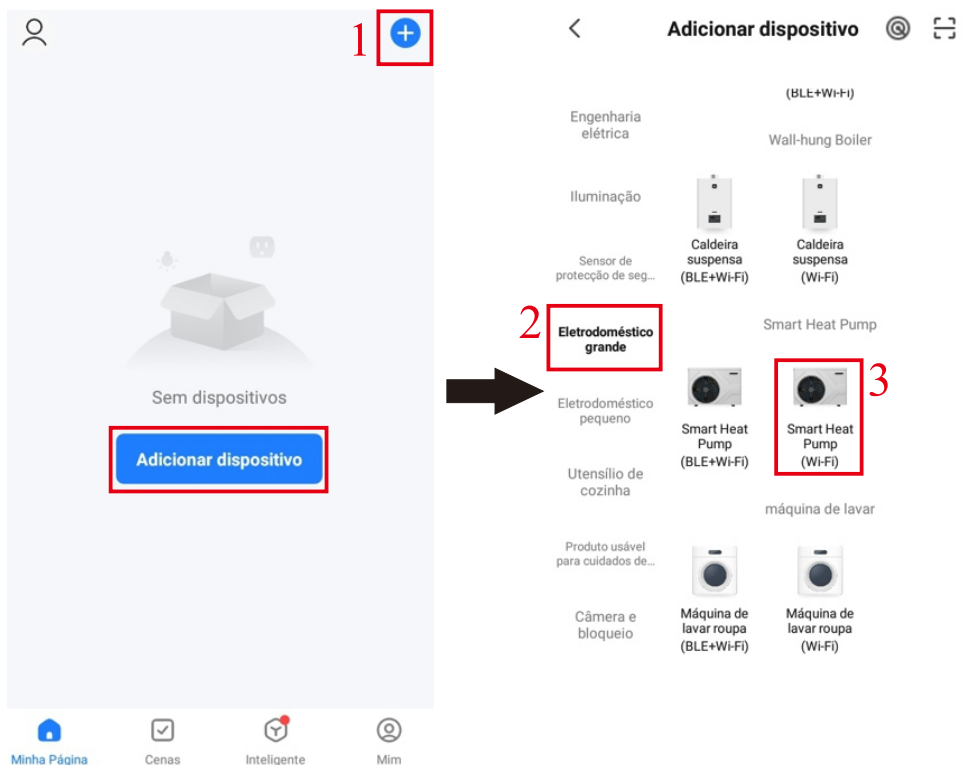 1
Sem dispositivos
Adicionar dispositivo
Minha Página
Cenas
Inteligente
Mim
Adicionar dispositivo
Engenharia
elétrica
Iluminação
Sensor de
protecção de seg...
2
Eletrodoméstico
grande
Eletrodoméstico
pequeno
Utensílio de
cozinha
Produto usável
para cuidados de...
Câmera e
bloqueio
(BLE+Wi-Fi)
Wall-hung Boiler
Caldeira
suspensa
(BLE+Wi-Fi)
Caldeira
suspensa
(Wi-Fi)
Smart Heat Pump
Smart Heat
Pump
(BLE+Wi-Fi)
Smart Heat
Pump
(Wi-Fi)
3
máquina de lavar
Máquina de
lavar roupa
(BLE+Wi-Fi)
Máquina de
lavar roupa
(Wi-Fi)